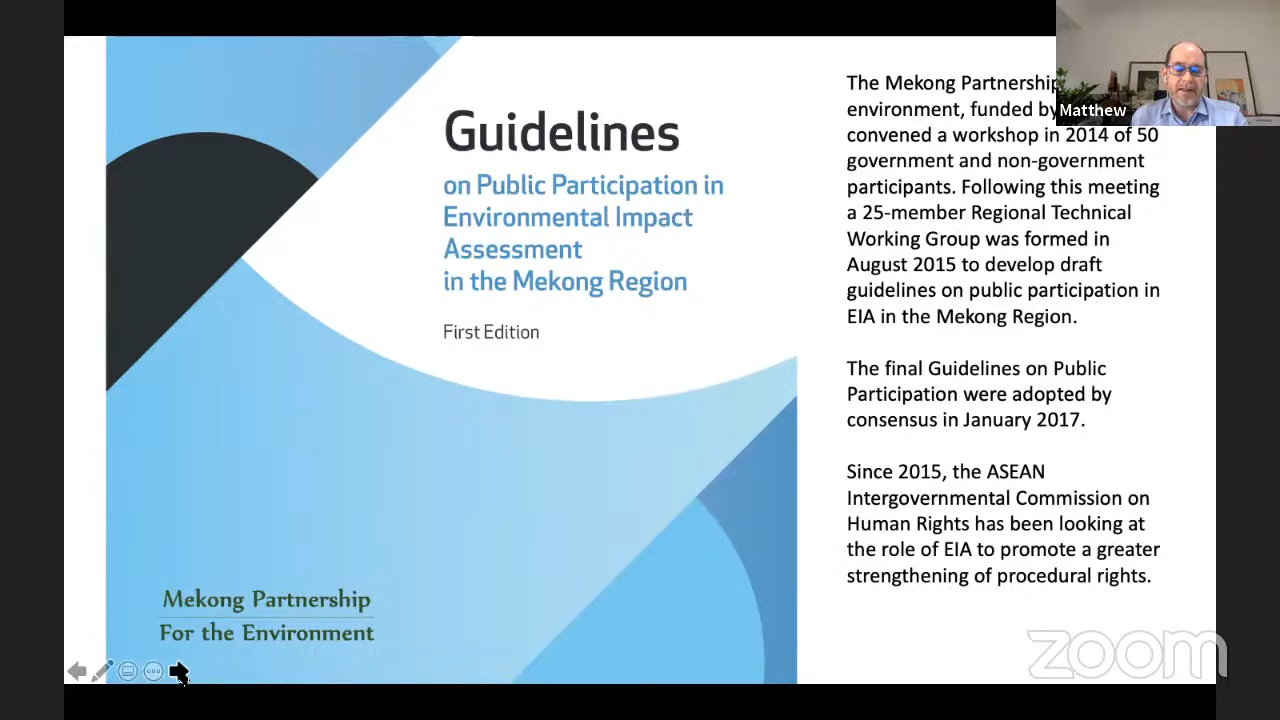 Guidelines
on Public Participation in
Environmental Impact
Assessment
in the Mekong Region
First Edition
Mekong Partnership
For the Environment
The Mekong Partnership
environment, funded by
convened a workshop in 2014 of 50
government and non-government
participants. Following this meeting
a 25-member Regional Technical
Working Group was formed in
August 2015 to develop draft
guidelines on public participation in
EIA in the Mekong Region.
The final Guidelines on Public
Participation were adopted by
consensus in January 2017.
Since 2015, the ASEAN
Intergovernmental Commission on
Human Rights has been looking at
the role of EIA to promote a greater
strengthening of procedural rights.
Matthew
zoom